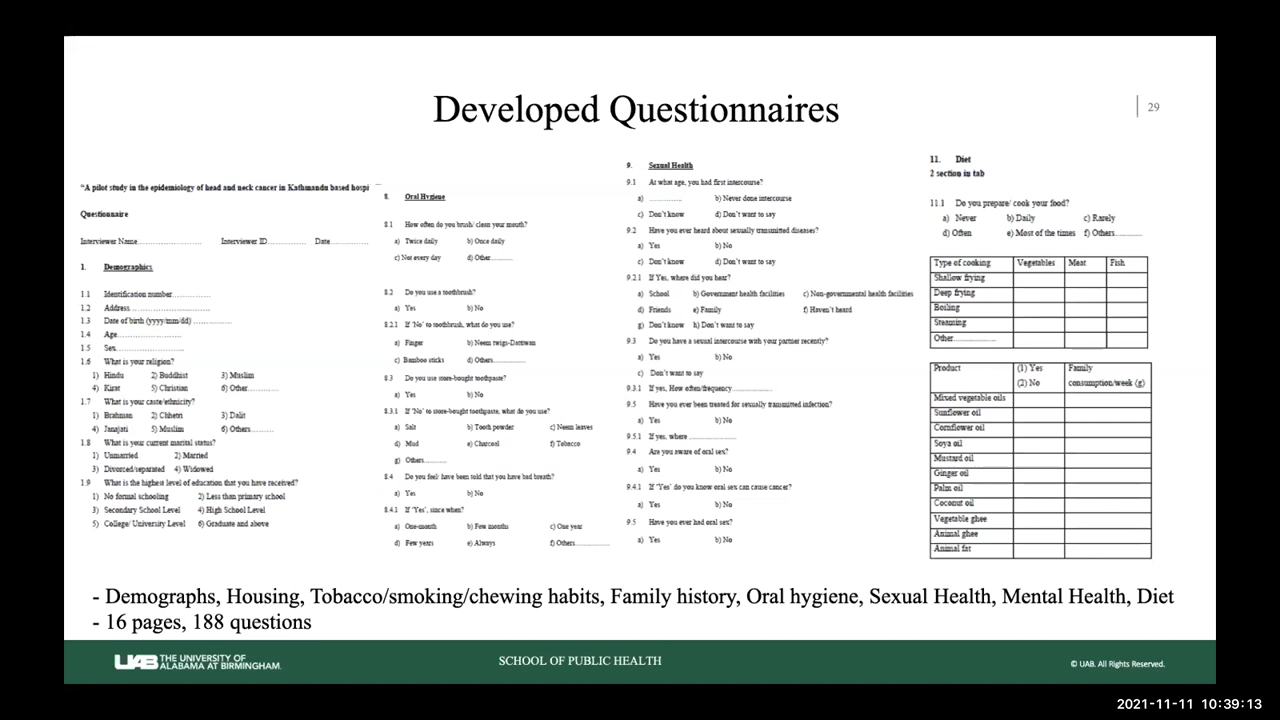 Developed Questionnaires
29
"A pilot study in the epidemiology of head and neck cancer in Kathmandu based hospi
Questionnaire
Interviewer Name........................ Interviewer ID............... Date...............
1. Demographics
1.1 Identification number...............
1.2 Address...............................
1.3 Date of birth (yyyy/mm/dd) ...............
1.4 Age.........................
1.5 Sex.........................
1.6 What is your religion?
1) Hindu 2) Buddhist 3) Muslim
4) Kirat 5) Christian 6) Other............
1.7 What is your caste/ethnicity?
1) Brahman 2) Chhetri 3) Dalit
4) Janajati 5) Muslim 6) Others............
1.8 What is your current marital status?
1) Unmarried 2) Married
3) Divorced/separated 4) Widowed
1.9 What is the highest level of education that you have received?
1) No formal schooling 2) Less than primary school
3) Secondary School Level 4) High School Level
5) College/ University Level 6) Graduate and above
8. Oral Hygiene
8.1 How often do you brush/ clean your mouth?
a) Twice daily b) Once daily
c) Not every day d) Other.........
8.2 Do you use a toothbrush?
a) Yes b) No
8.2.1 If 'No' to toothbrush, what do you use?
a) Finger b) Neem twigs-Dattiwan
c) Bamboo sticks d) Others............
8.3 Do you use store-bought toothpaste?
a) Yes b) No
8.3.1 If 'No' to store-bought toothpaste, what do you use?
a) Salt b) Tooth powder c) Neem leaves
d) Mud e) Charcoal f) Tobacco
g) Others.........
8.4 Do you feel/ have been told that you have bad breath?
a) Yes b) No
8.4.1 If 'Yes', since when?
a) One-month b) Few months c) One year
d) Few years e) Always f) Others............
9. Sexual Health
9.1 At what age, you had first intercourse?
a) ............ b) Never done intercourse
c) Don't know d) Don't want to say
9.2 Have you ever heard about sexually transmitted diseases?
a) Yes b) No
c) Don't know d) Don't want to say
9.2.1 If Yes, where did you hear?
a) School b) Government health facilities c) Non-governmental health facilities
d) Friends e) Family f) Haven't heard
g) Don't know h) Don't want to say
9.3 Do you have a sexual intercourse with your partner recently?
a) Yes b) No
c) Don't want to say
9.3.1 If yes, How often/frequency...............
9.5 Have you ever been treated for sexually transmitted infection?
a) Yes b) No
9.5.1 If yes, where ..................
9.4 Are you aware of oral sex?
a) Yes b) No
9.4.1 If 'Yes' do you know oral sex can cause cancer?
a) Yes b) No
9.5 Have you ever had oral sex?
a) Yes b) No
11. Diet
2 section in tab
11.1 Do you prepare/ cook your food?
a) Never b) Daily c) Rarely
d) Often e) Most of the times f) Others.........
Type of cooking Vegetables Meat Fish
Shallow frying
Deep frying
Boiling
Steaming
Other...............
Product (1) Yes Family
(2) No consumption/week (g)
Mixed vegetable oils
Sunflower oil
Cornflower oil
Soya oil
Mustard oil
Ginger oil
Palm oil
Coconut oil
Vegetable ghee
Animal ghee
Animal fat
- Demographs, Housing, Tobacco/smoking/chewing habits, Family history, Oral hygiene, Sexual Health, Mental Health, Diet
- 16 pages, 188 questions
UAB THE UNIVERSITY OF
ALABAMA AT BIRMINGHAM.
SCHOOL OF PUBLIC HEALTH
© UAB. All Rights Reserved.
2021-11-11 10:39:13